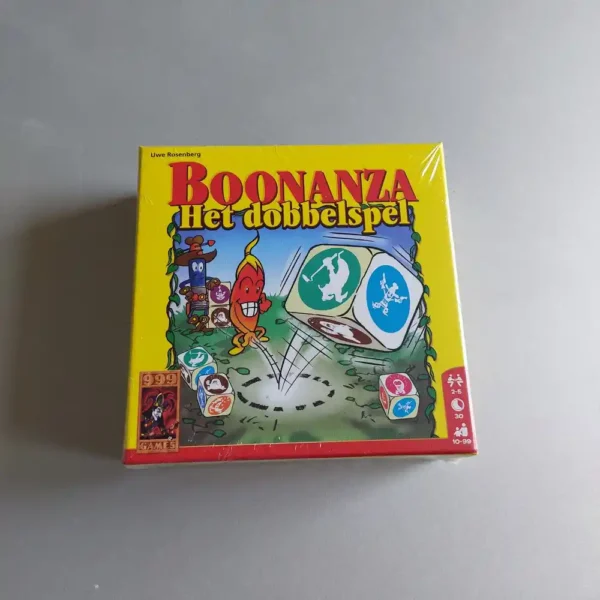 Uwe Rosenberg
BOONANZA
Het dobbelspel
999
GAMES
2-5
30
10-99